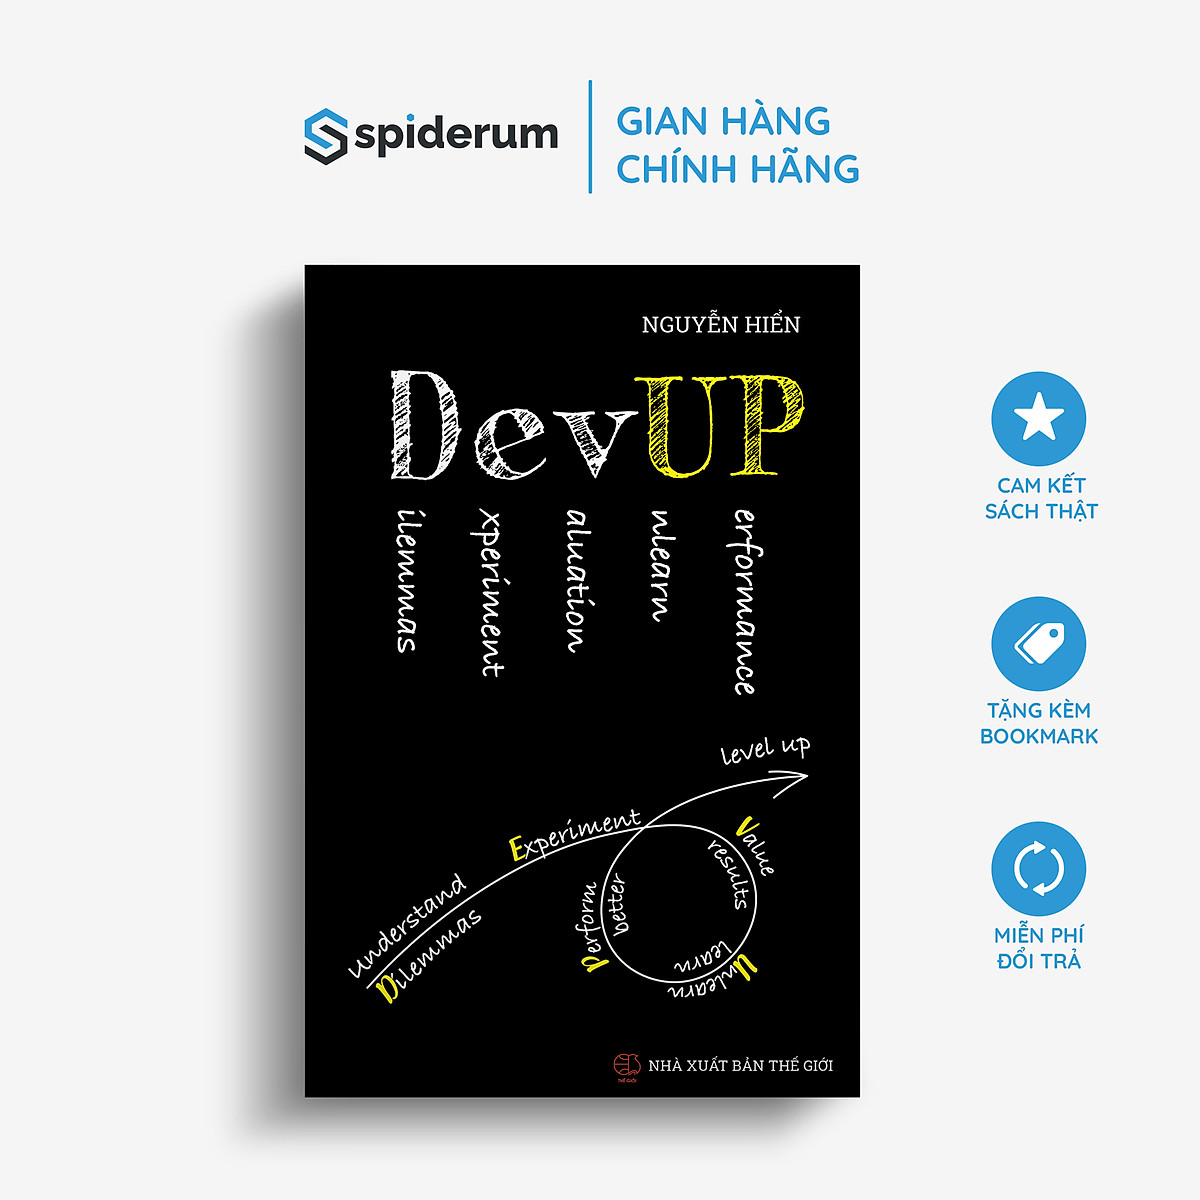 spiderum
GIAN HÀNG
CHÍNH HÃNG
NGUYỄN HIỂN
DevUP
ilemmas
xperiment
aluation
nlearn
erformance
level up
Understand
Dilemmas
Experiment
Value
results
Unlearn
learn
Perform
better
THẾ GIỚI
NHÀ XUẤT BẢN THẾ GIỚI
CAM KẾT
SÁCH THẬT
TẶNG KÈM
BOOKMARK
MIỄN PHÍ
ĐỔI TRẢ